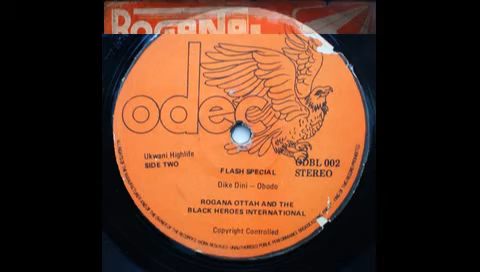 ROGANA
odec
Ukwani Highlife
SIDE TWO
FLASH SPECIAL
ODBL 002
STEREO
Dike Dini — Obodo
ROGANA OTTAH AND THE
BLACK HEROES INTERNATIONAL
Copyright Controlled